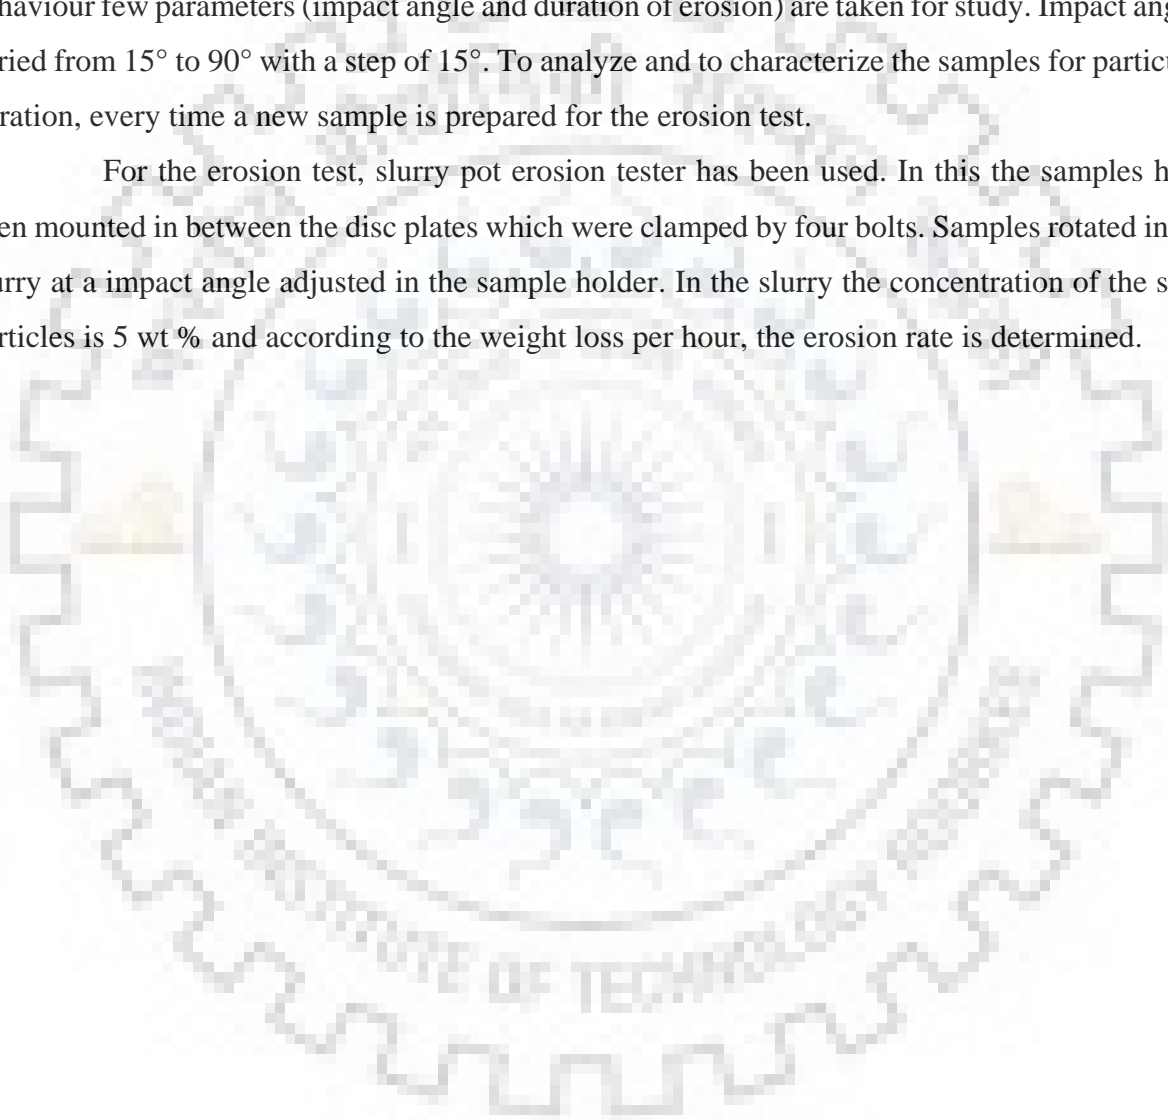 haviour few parameters (impact angle and duration of erosion) are taken for study. Impact ang
ried from 15° to 90° with a step of 15°. To analyze and to characterize the samples for particu
ration, every time a new sample is prepared for the erosion test.
For the erosion test, slurry pot erosion tester has been used. In this the samples h
en mounted in between the disc plates which were clamped by four bolts. Samples rotated in
urry at a impact angle adjusted in the sample holder. In the slurry the concentration of the s
rticles is 5 wt % and according to the weight loss per hour, the erosion rate is determined.
INDIAN INSTITUTE OF TECHNOLOGY ROORKEE